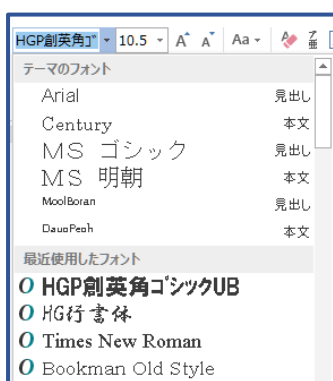 HGP創英角ｺﾞ 10.5 A A Aa ア亜
テーマのフォント
Arial 見出し
Century 本文
MS ゴシック 見出し
MS 明朝 本文
MoolBoran 見出し
DaunPenh 本文
最近使用したフォント
O HGP創英角ｺﾞｼｯｸUB
O HG行書体
O Times New Roman
O Bookman Old Style